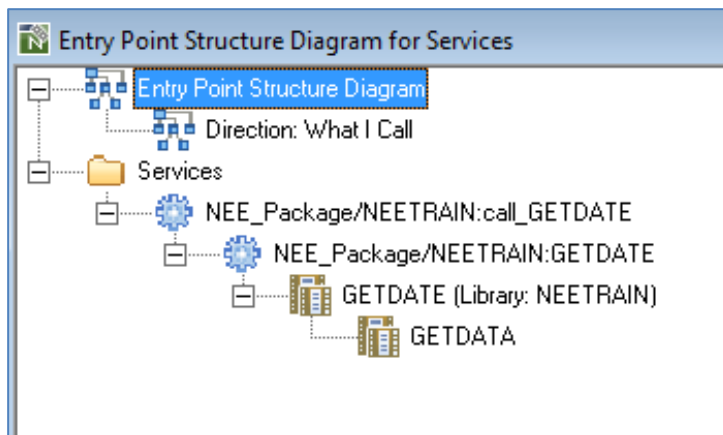 Entry Point Structure Diagram for Services
Entry Point Structure Diagram
Direction: What I Call
Services
NEE_Package/NEETRAIN:call_GETDATE
NEE_Package/NEETRAIN:GETDATE
GETDATE (Library: NEETRAIN)
GETDATA